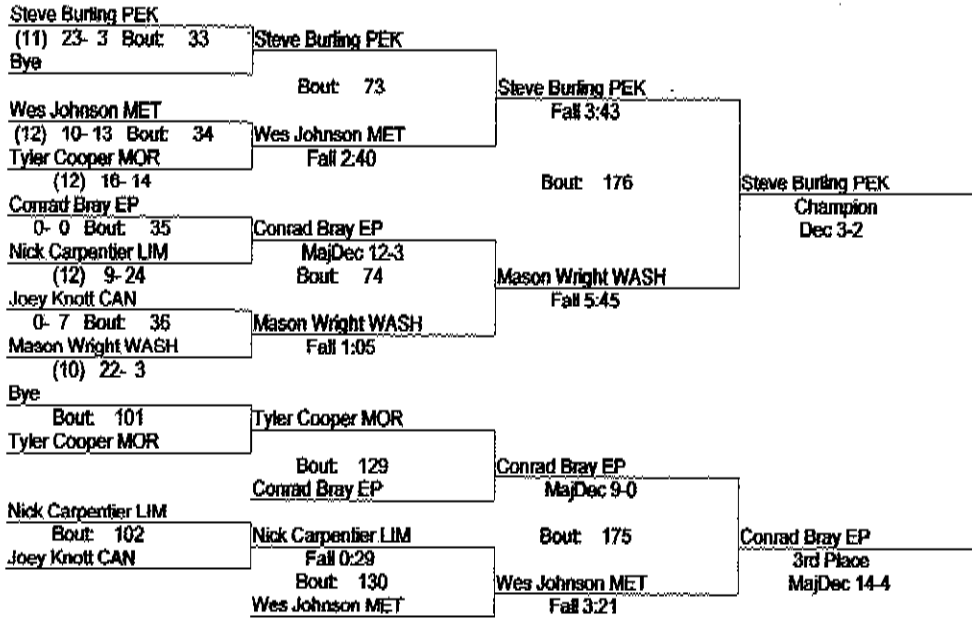 Steve Burling PEK
(11) 23- 3 Bout: 33
Steve Burling PEK
Bye
Bout: 73
Steve Burling PEK
Fall 3:43
Wes Johnson MET
(12) 10- 13 Bout: 34
Wes Johnson MET
Tyler Cooper MOR
Fall 2:40
(12) 16- 14
Bout: 176
Steve Burling PEK
Champion
Dec 3-2
Conrad Bray EP
0- 0 Bout: 35
Conrad Bray EP
Nick Carpentier LIM
MajDec 12-3
(12) 9- 24
Bout: 74
Mason Wright WASH
Fall 5:45
Joey Knott CAN
0- 7 Bout: 36
Mason Wright WASH
Mason Wright WASH
Fall 1:05
(10) 22- 3
Bye
Bout: 101
Tyler Cooper MOR
Tyler Cooper MOR
Bout: 129
Conrad Bray EP
Conrad Bray EP
MajDec 9-0
Nick Carpentier LIM
Bout: 102
Nick Carpentier LIM
Joey Knott CAN
Fall 0:29
Bout: 175
Conrad Bray EP
3rd Place
MajDec 14-4
Bout: 130
Wes Johnson MET
Wes Johnson MET
Fall 3:21